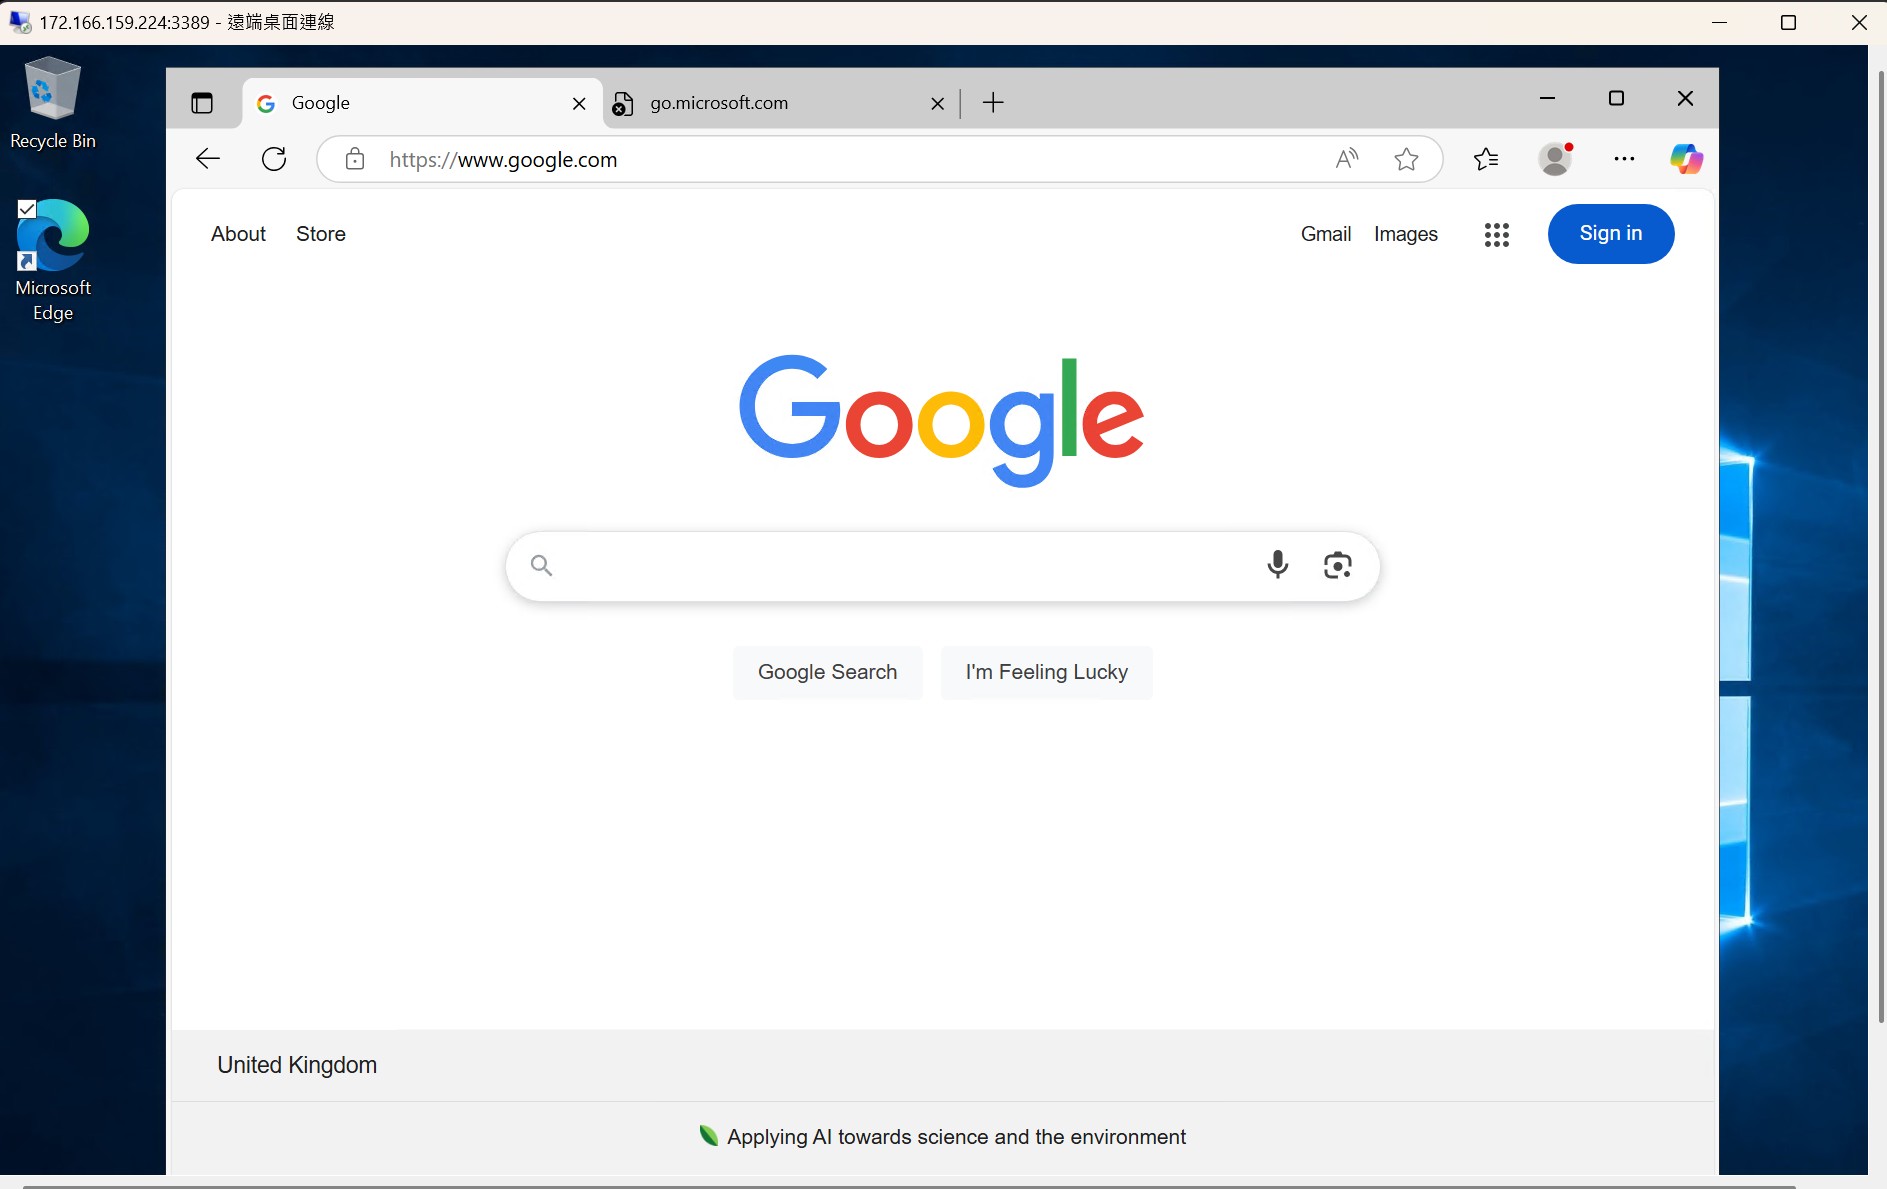 172.166.159.224:3389 - 遠端桌面連線
Recycle Bin
Microsoft
Edge
Google
go.microsoft.com
https://www.google.com
About
Store
Gmail
Images
Sign in
Google
Google Search
I'm Feeling Lucky
United Kingdom
Applying AI towards science and the environment